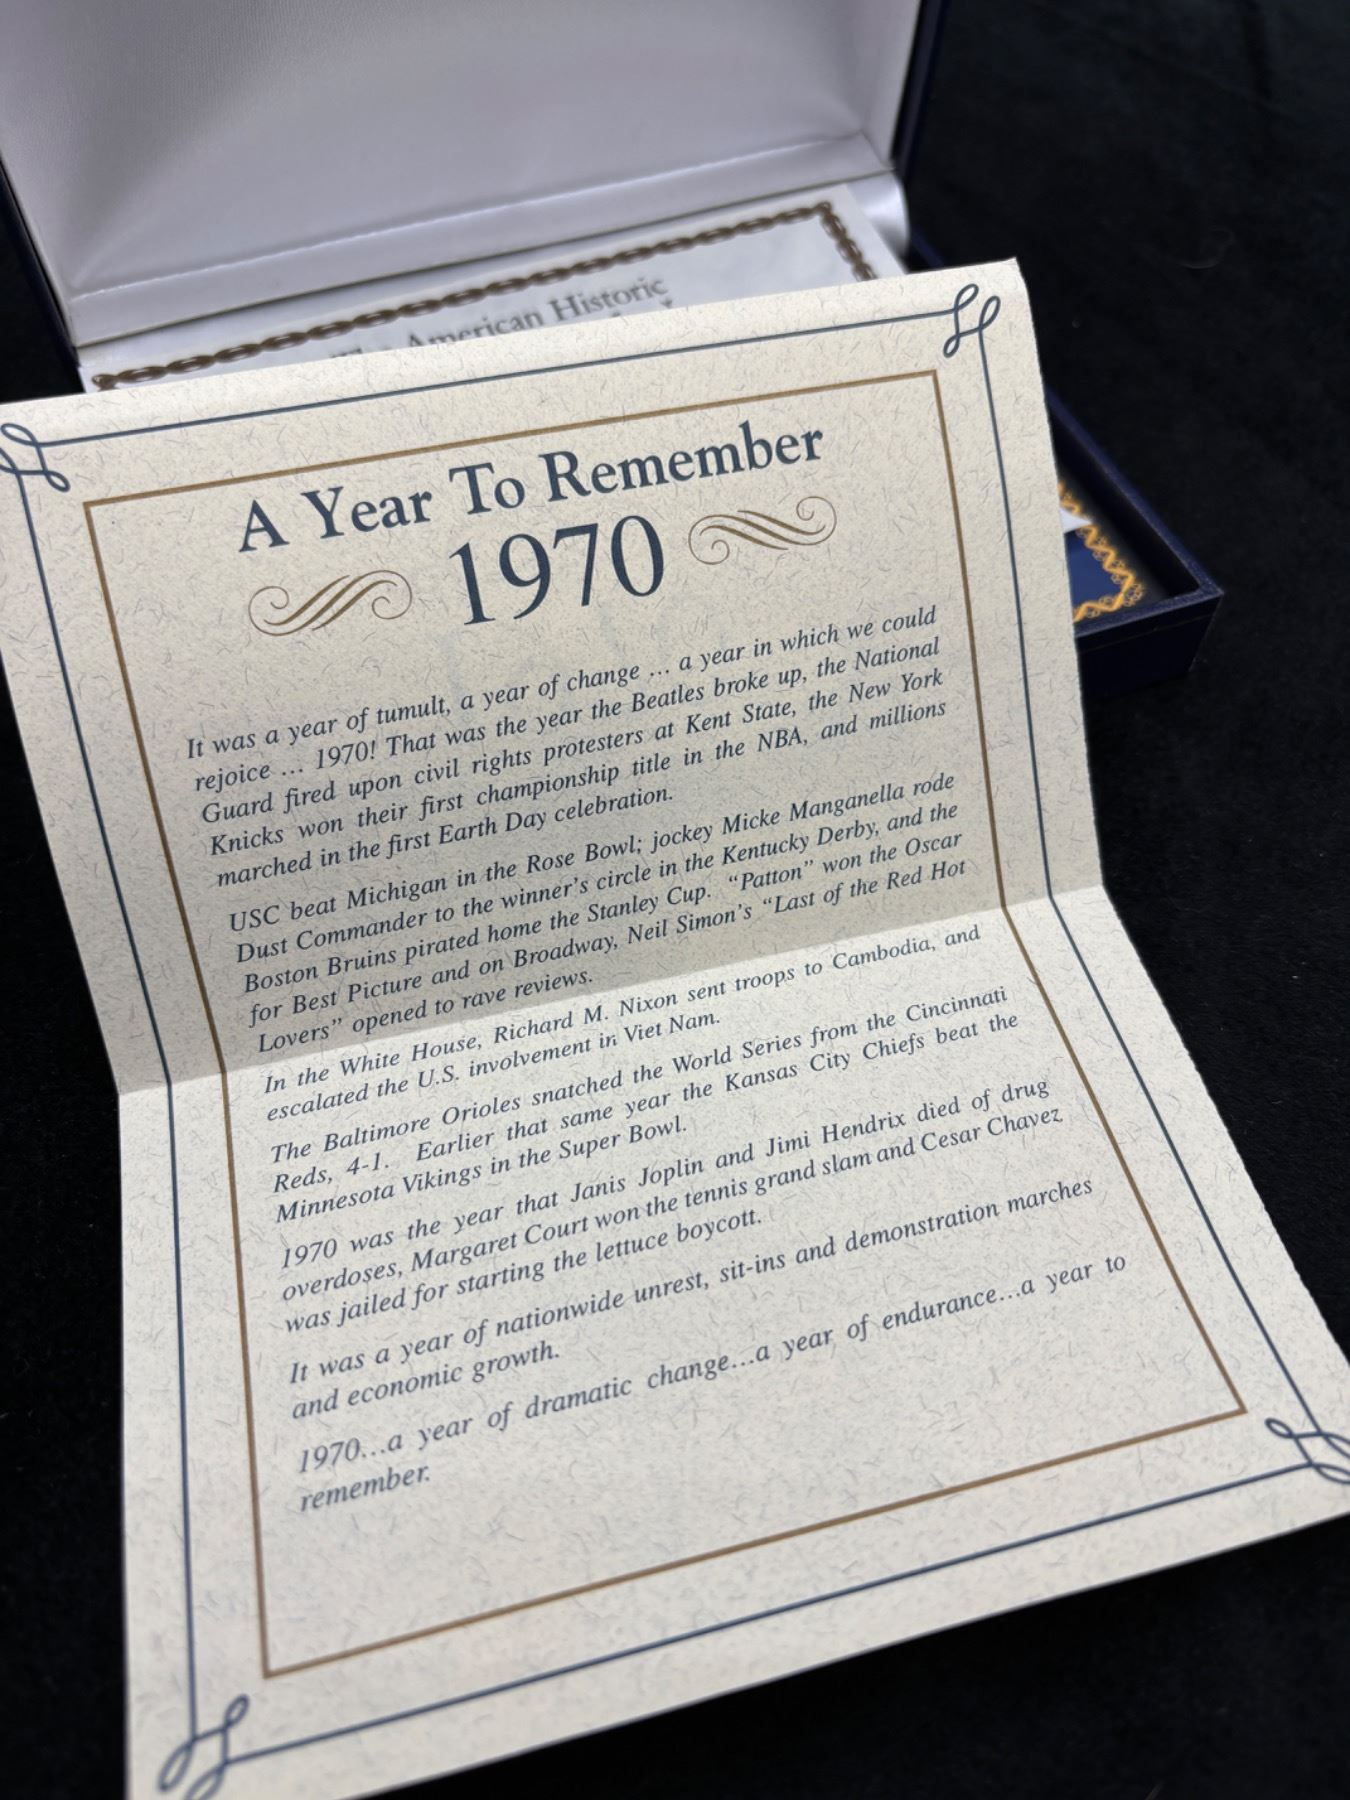 The American Historic
A Year To Remember
1970
It was a year of tumult, a year of change ... a year in which we could
rejoice ... 1970! That was the year the Beatles broke up, the National
Guard fired upon civil rights protesters at Kent State, the New York
Knicks won their first championship title in the NBA, and millions
marched in the first Earth Day celebration.
USC beat Michigan in the Rose Bowl; jockey Micke Manganella rode
Dust Commander to the winner's circle in the Kentucky Derby, and the
Boston Bruins pirated home the Stanley Cup. “Patton” won the Oscar
for Best Picture and on Broadway, Neil Simon's “Last of the Red Hot
Lovers” opened to rave reviews.
In the White House, Richard M. Nixon sent troops to Cambodia, and
escalated the U.S. involvement in Viet Nam.
The Baltimore Orioles snatched the World Series from the Cincinnati
Reds, 4-1. Earlier that same year the Kansas City Chiefs beat the
Minnesota Vikings in the Super Bowl.
1970 was the year that Janis Joplin and Jimi Hendrix died of drug
overdoses, Margaret Court won the tennis grand slam and Cesar Chavez
was jailed for starting the lettuce boycott.
It was a year of nationwide unrest, sit-ins and demonstration marches
and economic growth.
1970...a year of dramatic change...a year of endurance...a year to
remember.